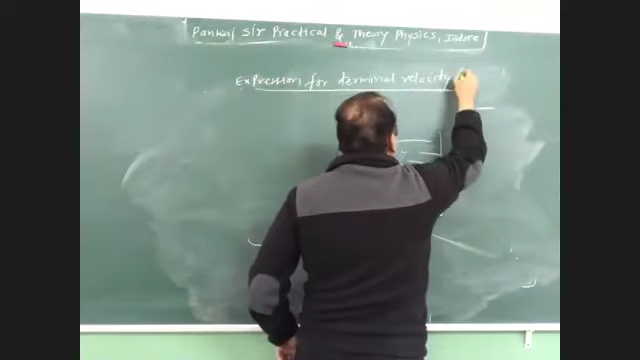 Pankaj Sir Practical & Theory Physics, Indore
Expression for terminal velocity